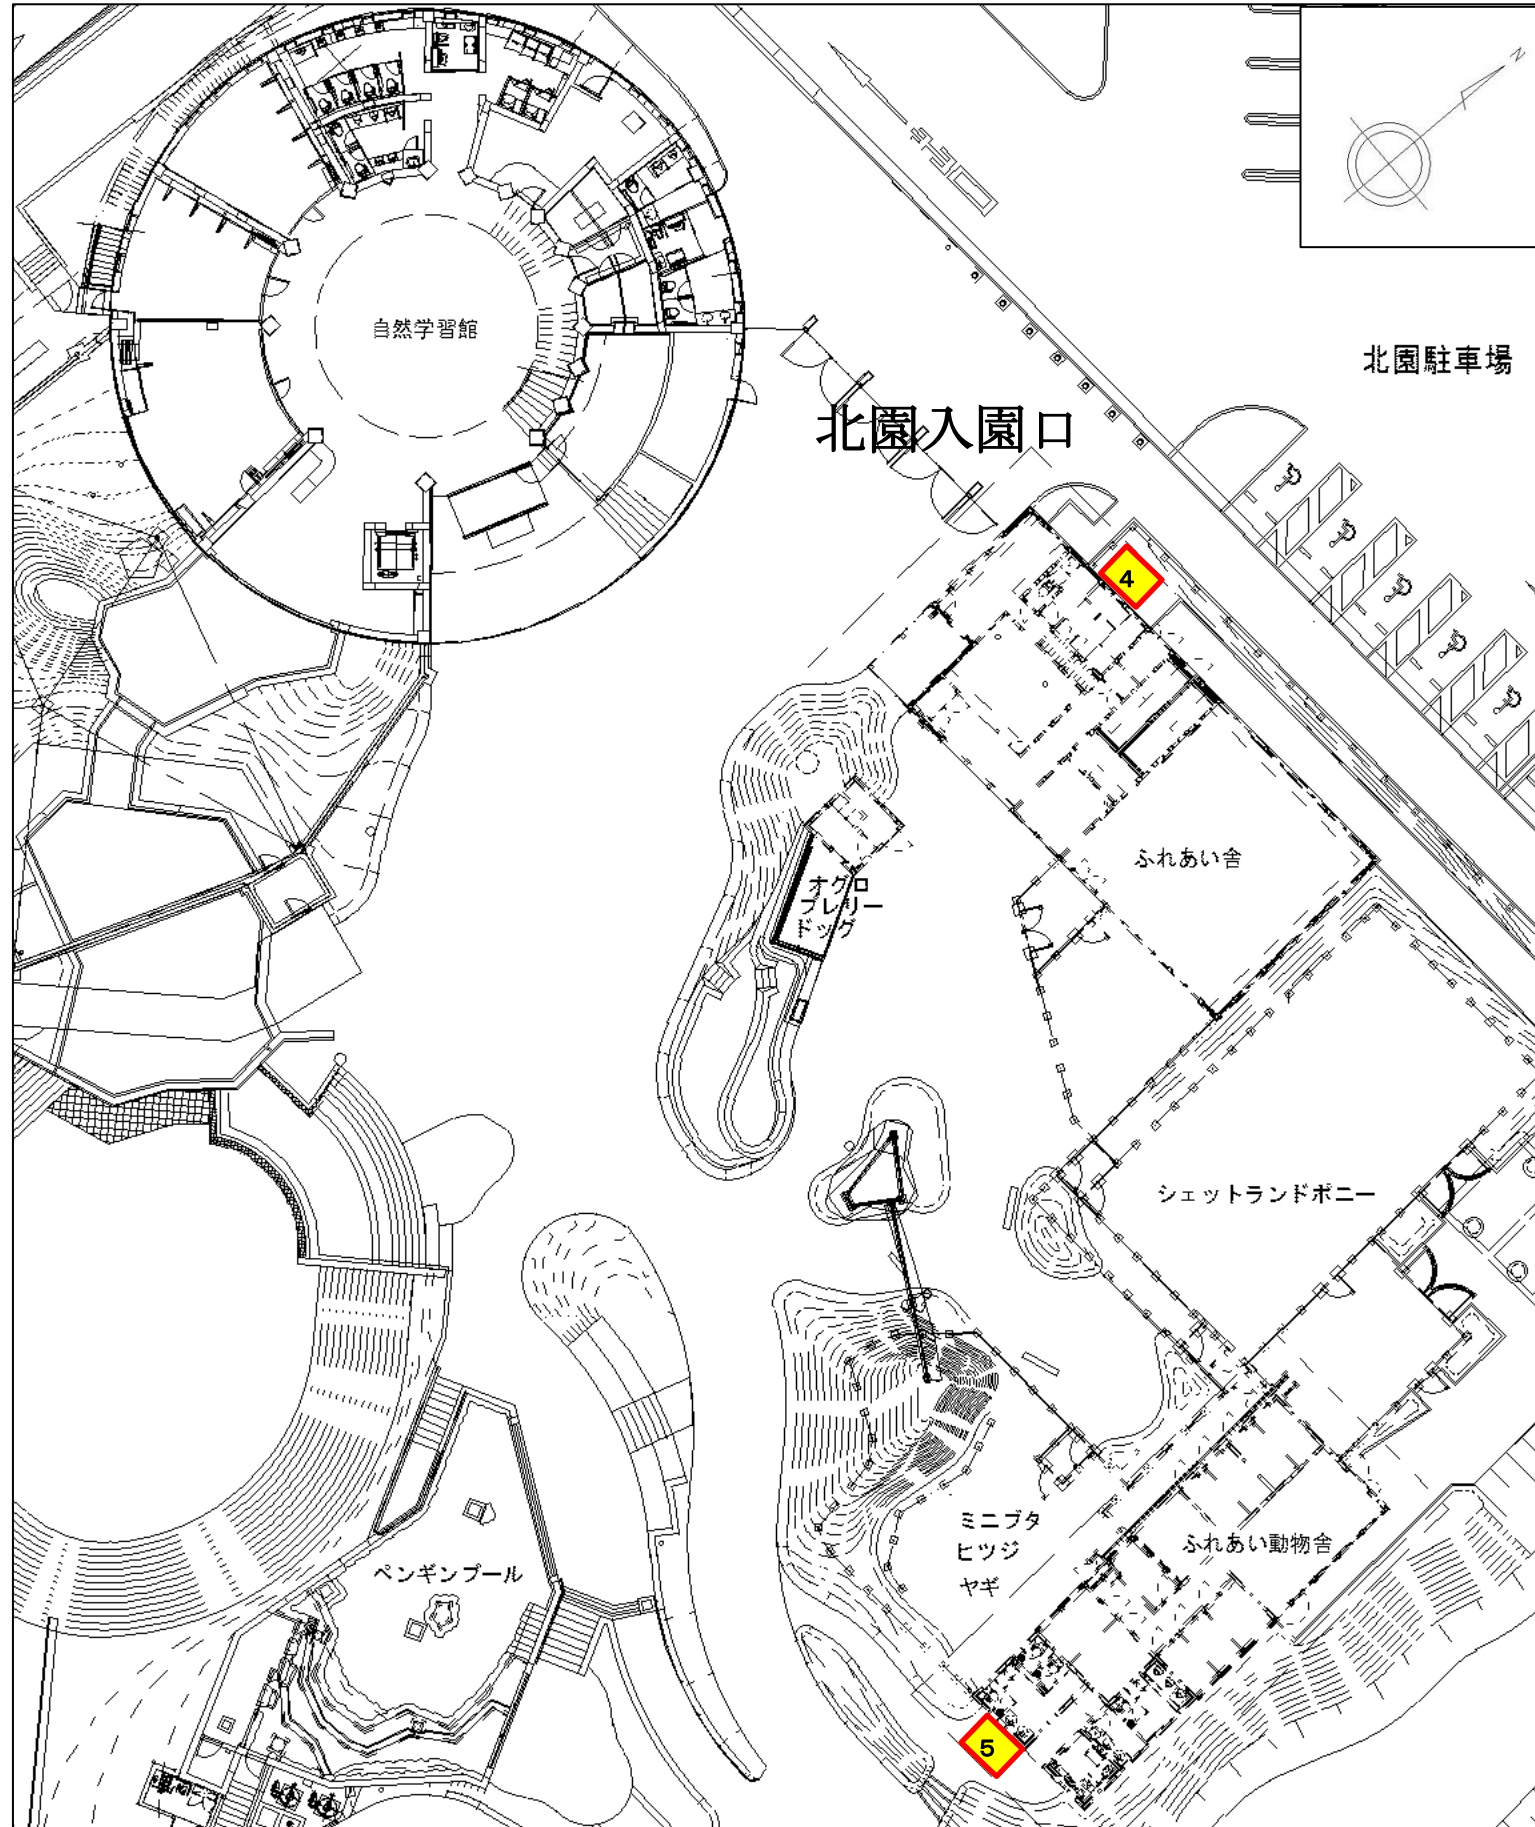 N
自然学習館
北園駐車場
北園入園口
4
ふれあい舎
オグロ
プレリー
ドッグ
シェットランドポニー
ミニブタ
ヒツジ
ヤギ
ふれあい動物舎
ペンギンプール
5